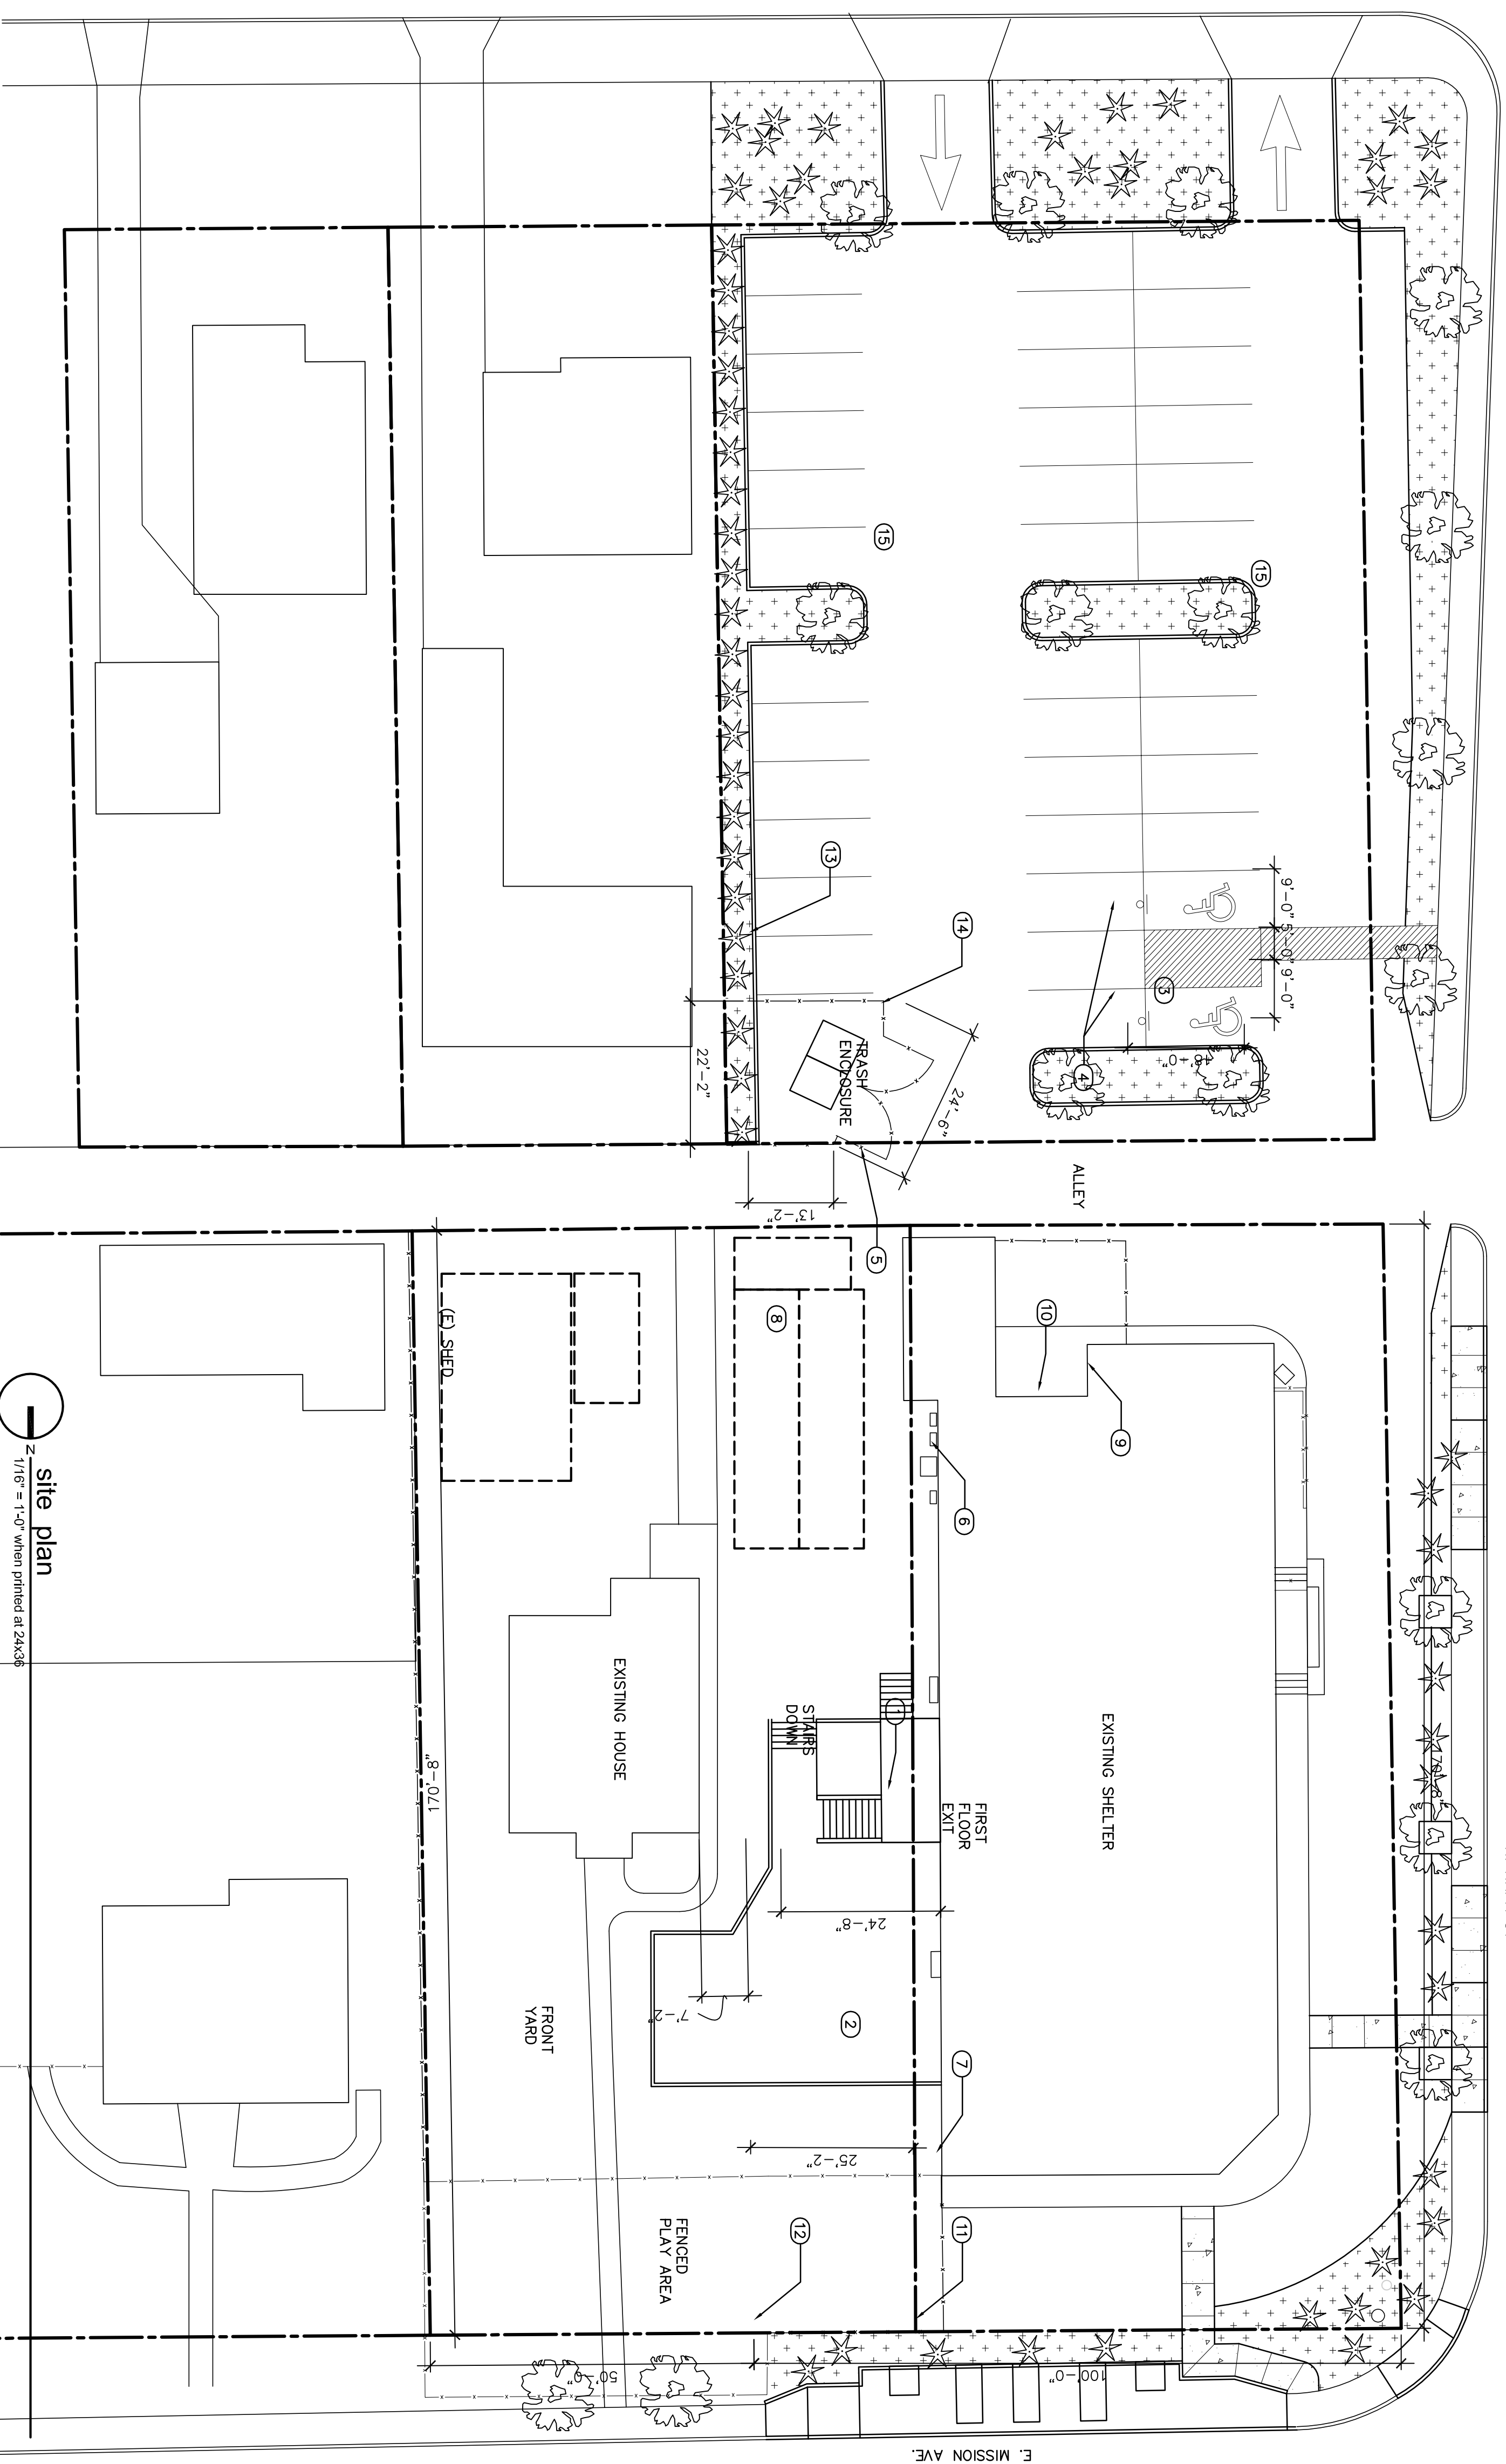 15
15
13
14
9'-0"
5'-0"
9'-0"
3
4
18'-0"
TRASH
ENCLOSURE
22'-2"
24'-6"
ALLEY
13'-2"
5
8
10
9
(E) SHED
6
site plan
N
1/16" = 1'-0" when printed at 24x36
EXISTING HOUSE
STAIRS
DOWN
1
FIRST
FLOOR
EXIT
EXISTING SHELTER
170'-8"
24'-8"
7'-2"
2
FRONT
YARD
7
25'-2"
FENCED
PLAY AREA
12
11
50'-0"
100'-0"
E. MISSION AVE.